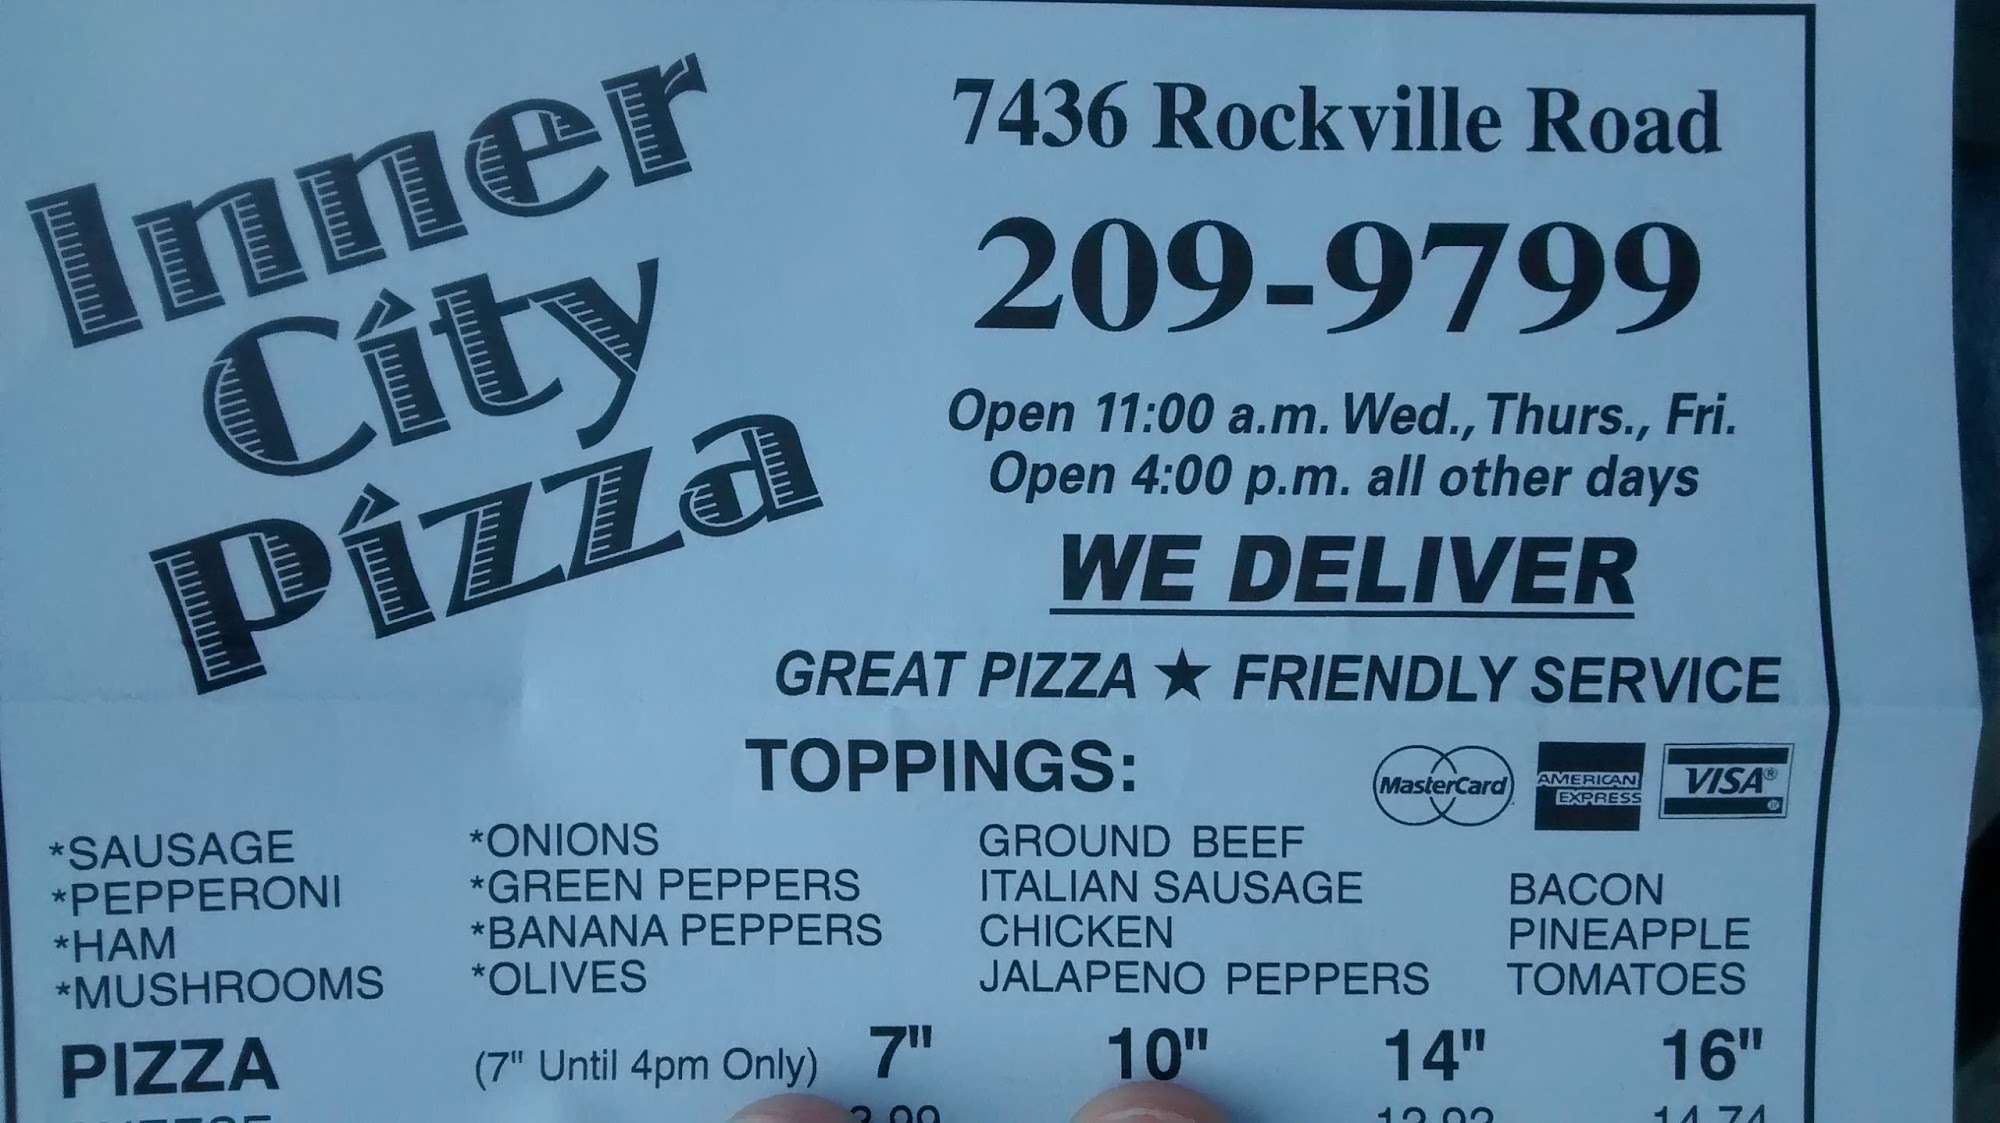 Inner
City
Pizza
7436 Rockville Road
209-9799
Open 11:00 a.m. Wed., Thurs., Fri.
Open 4:00 p.m. all other days
WE DELIVER
GREAT PIZZA ★ FRIENDLY SERVICE
TOPPINGS:
MasterCard
AMERICAN
EXPRESS
VISA®
*SAUSAGE
*PEPPERONI
*HAM
*MUSHROOMS
*ONIONS
*GREEN PEPPERS
*BANANA PEPPERS
*OLIVES
GROUND BEEF
ITALIAN SAUSAGE
CHICKEN
JALAPENO PEPPERS
BACON
PINEAPPLE
TOMATOES
PIZZA (7" Until 4pm Only) 7" 10" 14" 16"